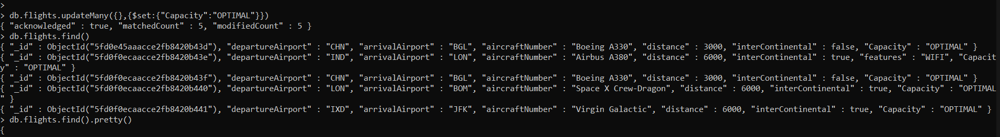 >
> db.flights.updateMany({},{$set:{"Capacity":"OPTIMAL"}})
{ "acknowledged" : true, "matchedCount" : 5, "modifiedCount" : 5 }
> db.flights.find()
{ "_id" : ObjectId("5fd0e45aaacce2fb8420b43d"), "departureAirport" : "CHN", "arrivalAirport" : "BGL", "aircraftNumber" : "Boeing A330", "distance" : 3000, "interContinental" : false, "Capacity" : "OPTIMAL" }
{ "_id" : ObjectId("5fd0f0ecaacce2fb8420b43e"), "departureAirport" : "IND", "arrivalAirport" : "LON", "aircraftNumber" : "Airbus A380", "distance" : 6000, "interContinental" : true, "features" : "WIFI", "Capacit
y" : "OPTIMAL" }
{ "_id" : ObjectId("5fd0f0ecaacce2fb8420b43f"), "departureAirport" : "CHN", "arrivalAirport" : "BGL", "aircraftNumber" : "Boeing A330", "distance" : 3000, "interContinental" : false, "Capacity" : "OPTIMAL" }
{ "_id" : ObjectId("5fd0f0ecaacce2fb8420b440"), "departureAirport" : "LON", "arrivalAirport" : "BOM", "aircraftNumber" : "Space X Crew-Dragon", "distance" : 6000, "interContinental" : true, "Capacity" : "OPTIMAL
" }
{ "_id" : ObjectId("5fd0f0ecaacce2fb8420b441"), "departureAirport" : "IXD", "arrivalAirport" : "JFK", "aircraftNumber" : "Virgin Galactic", "distance" : 6000, "interContinental" : true, "Capacity" : "OPTIMAL" }
> db.flights.find().pretty()
{